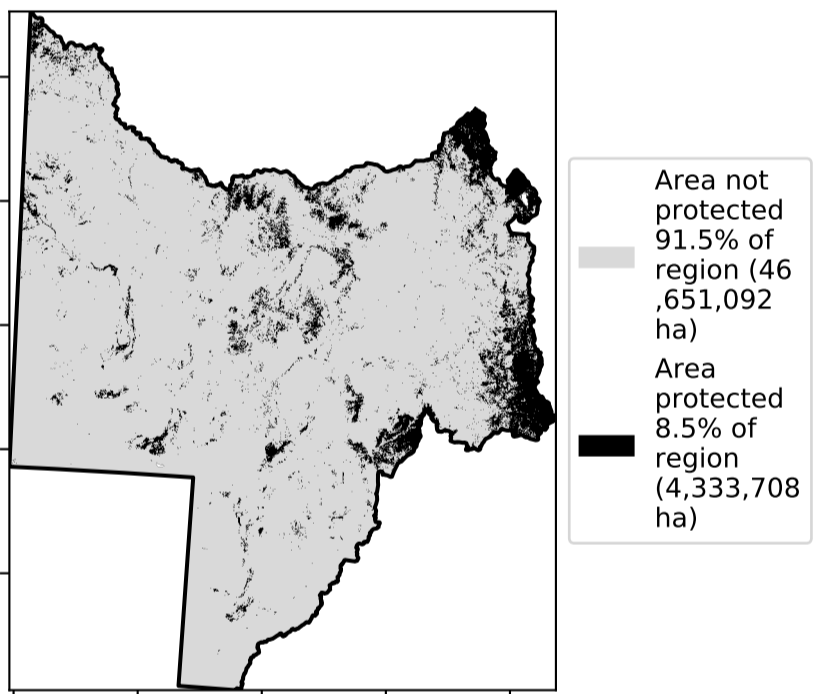 Area not
protected
91.5% of
region (46
,651,092
ha)
Area
protected
8.5% of
region
(4,333,708
ha)